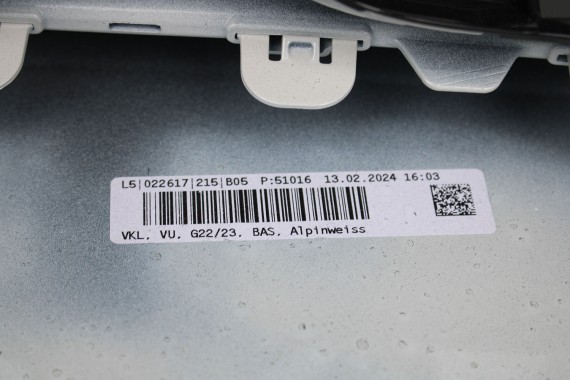 L5|022617|215|B05 P:51016 13.02.2024 16:03
VKL, VU, G22/23, BAS, Alpinweiss